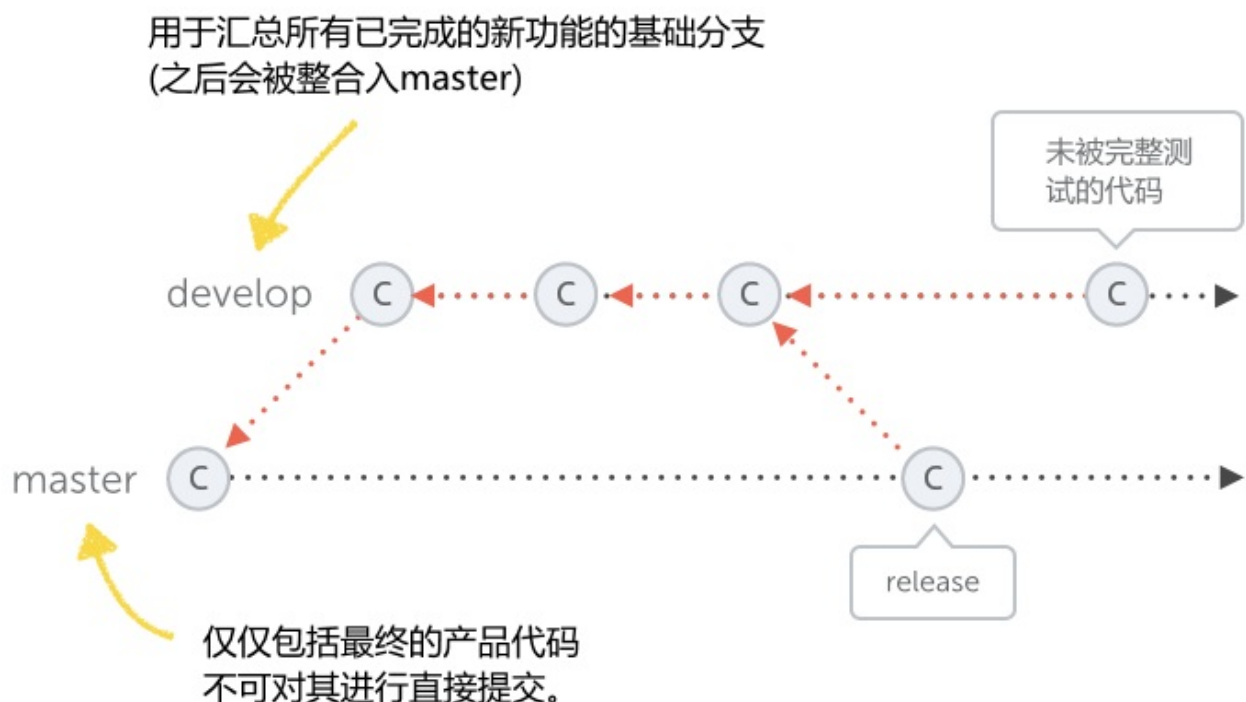 用于汇总所有已完成的新功能的基础分支
(之后会被整合入master)
未被完整测
试的代码
develop
C
C
C
C
master
C
C
release
仅仅包括最终的产品代码
不可对其进行直接提交。